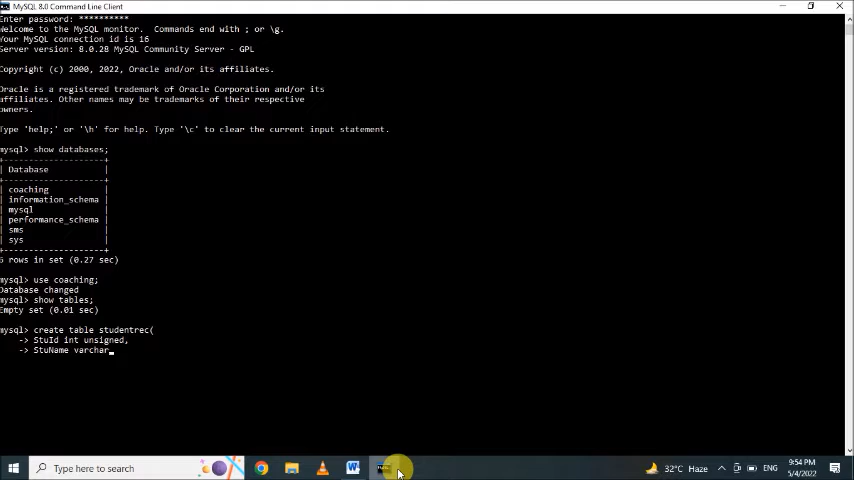 MySQL 8.0 Command Line Client
Enter password: **********
Welcome to the MySQL monitor.  Commands end with ; or \g.
Your MySQL connection id is 16
Server version: 8.0.28 MySQL Community Server - GPL
Copyright (c) 2000, 2022, Oracle and/or its affiliates.
Oracle is a registered trademark of Oracle Corporation and/or its
affiliates. Other names may be trademarks of their respective
owners.
Type 'help;' or '\h' for help. Type '\c' to clear the current input statement.
mysql> show databases;
+--------------------+
| Database           |
+--------------------+
| coaching           |
| information_schema |
| mysql              |
| performance_schema |
| sms                |
| sys                |
+--------------------+
6 rows in set (0.27 sec)
mysql> use coaching;
Database changed
mysql> show tables;
Empty set (0.01 sec)
mysql> create table studentrec(
    -> StuId int unsigned,
    -> StuName varchar_
Type here to search
32°C Haze
ENG
9:54 PM
5/4/2022